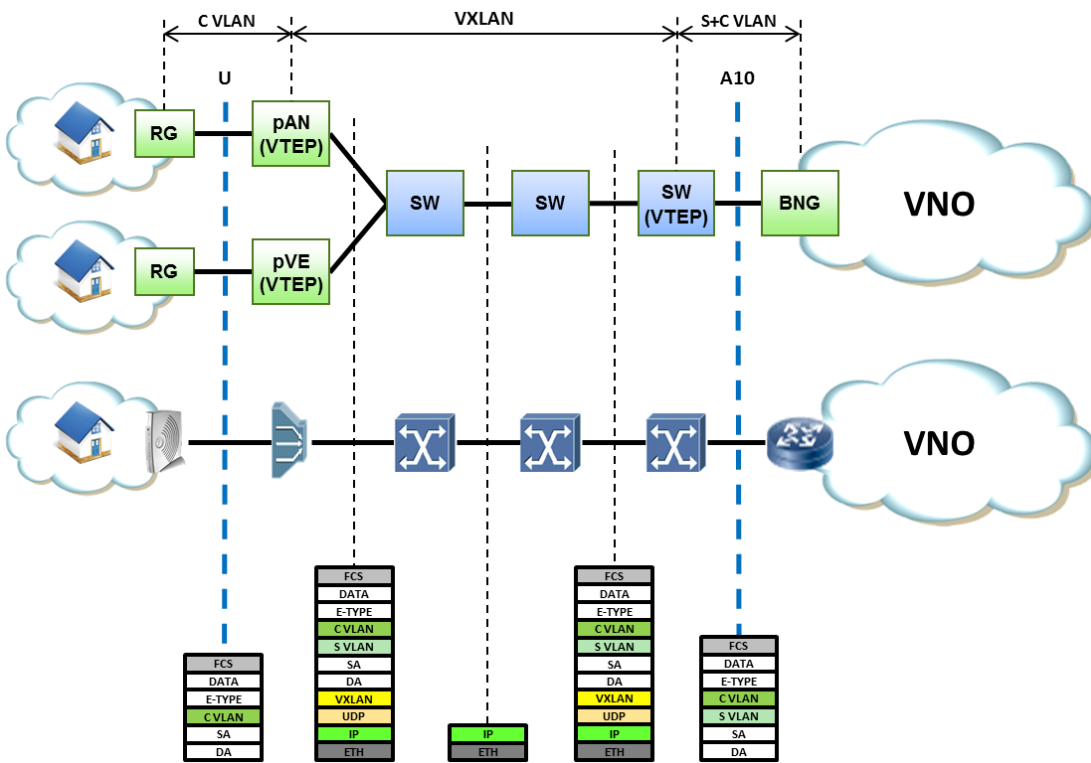 C VLAN
VXLAN
S+C VLAN
U
A10
RG
pAN
(VTEP)
SW
SW
SW
(VTEP)
BNG
VNO
RG
pVE
(VTEP)
VNO
FCS
DATA
E-TYPE
C VLAN
SA
DA
FCS
DATA
E-TYPE
C VLAN
S VLAN
SA
DA
VXLAN
UDP
IP
ETH
IP
ETH
FCS
DATA
E-TYPE
C VLAN
S VLAN
SA
DA
VXLAN
UDP
IP
ETH
FCS
DATA
E-TYPE
C VLAN
S VLAN
SA
DA